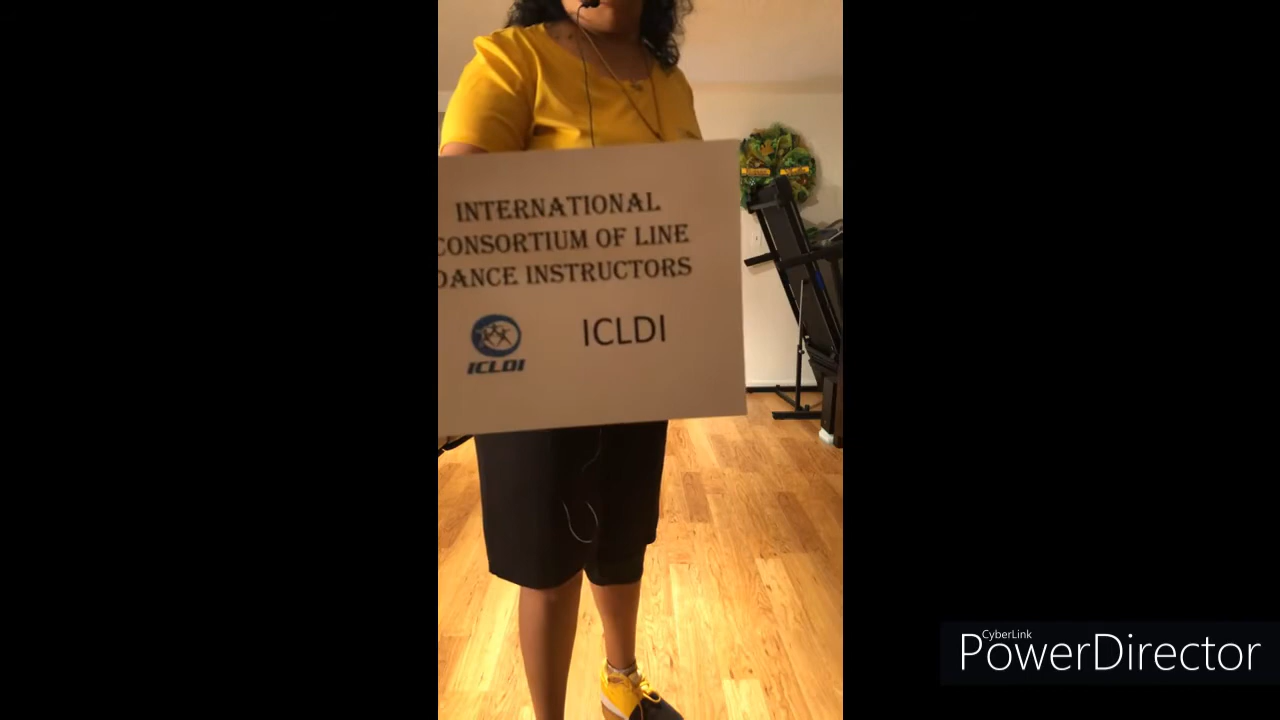 INTERNATIONAL
CONSORTIUM OF LINE
DANCE INSTRUCTORS
ICLDI
ICLDI
CyberLink
PowerDirector